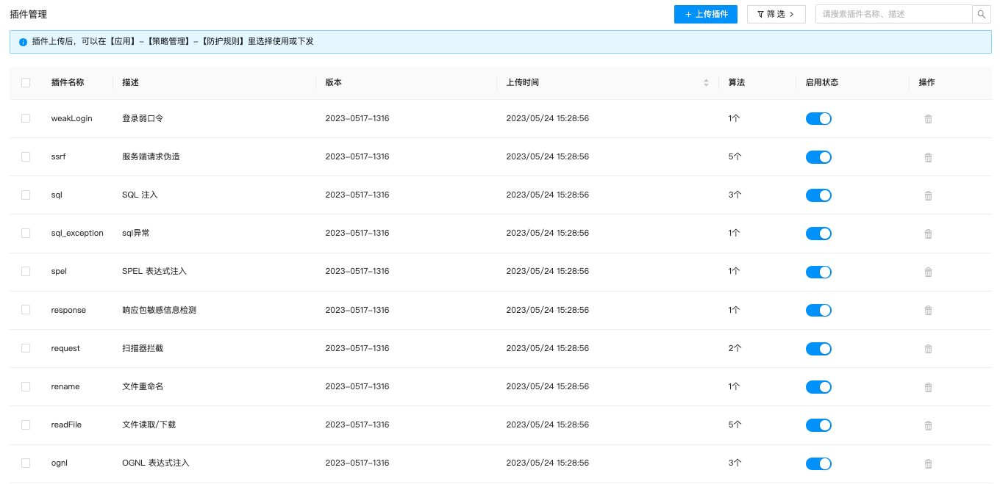 插件管理 + 上传插件 筛 选 > 请搜索插件名称、描述
插件上传后，可以在【应用】-【策略管理】-【防护规则】里选择使用或下发
插件名称 描述 版本 上传时间 算法 启用状态 操作
weakLogin 登录弱口令 2023-0517-1316 2023/05/24 15:28:56 1个
ssrf 服务端请求伪造 2023-0517-1316 2023/05/24 15:28:56 5个
sql SQL 注入 2023-0517-1316 2023/05/24 15:28:56 3个
sql_exception sql异常 2023-0517-1316 2023/05/24 15:28:56 1个
spel SPEL 表达式注入 2023-0517-1316 2023/05/24 15:28:56 1个
response 响应包敏感信息检测 2023-0517-1316 2023/05/24 15:28:56 1个
request 扫描器拦截 2023-0517-1316 2023/05/24 15:28:56 2个
rename 文件重命名 2023-0517-1316 2023/05/24 15:28:56 1个
readFile 文件读取/下载 2023-0517-1316 2023/05/24 15:28:56 5个
ognl OGNL 表达式注入 2023-0517-1316 2023/05/24 15:28:56 3个